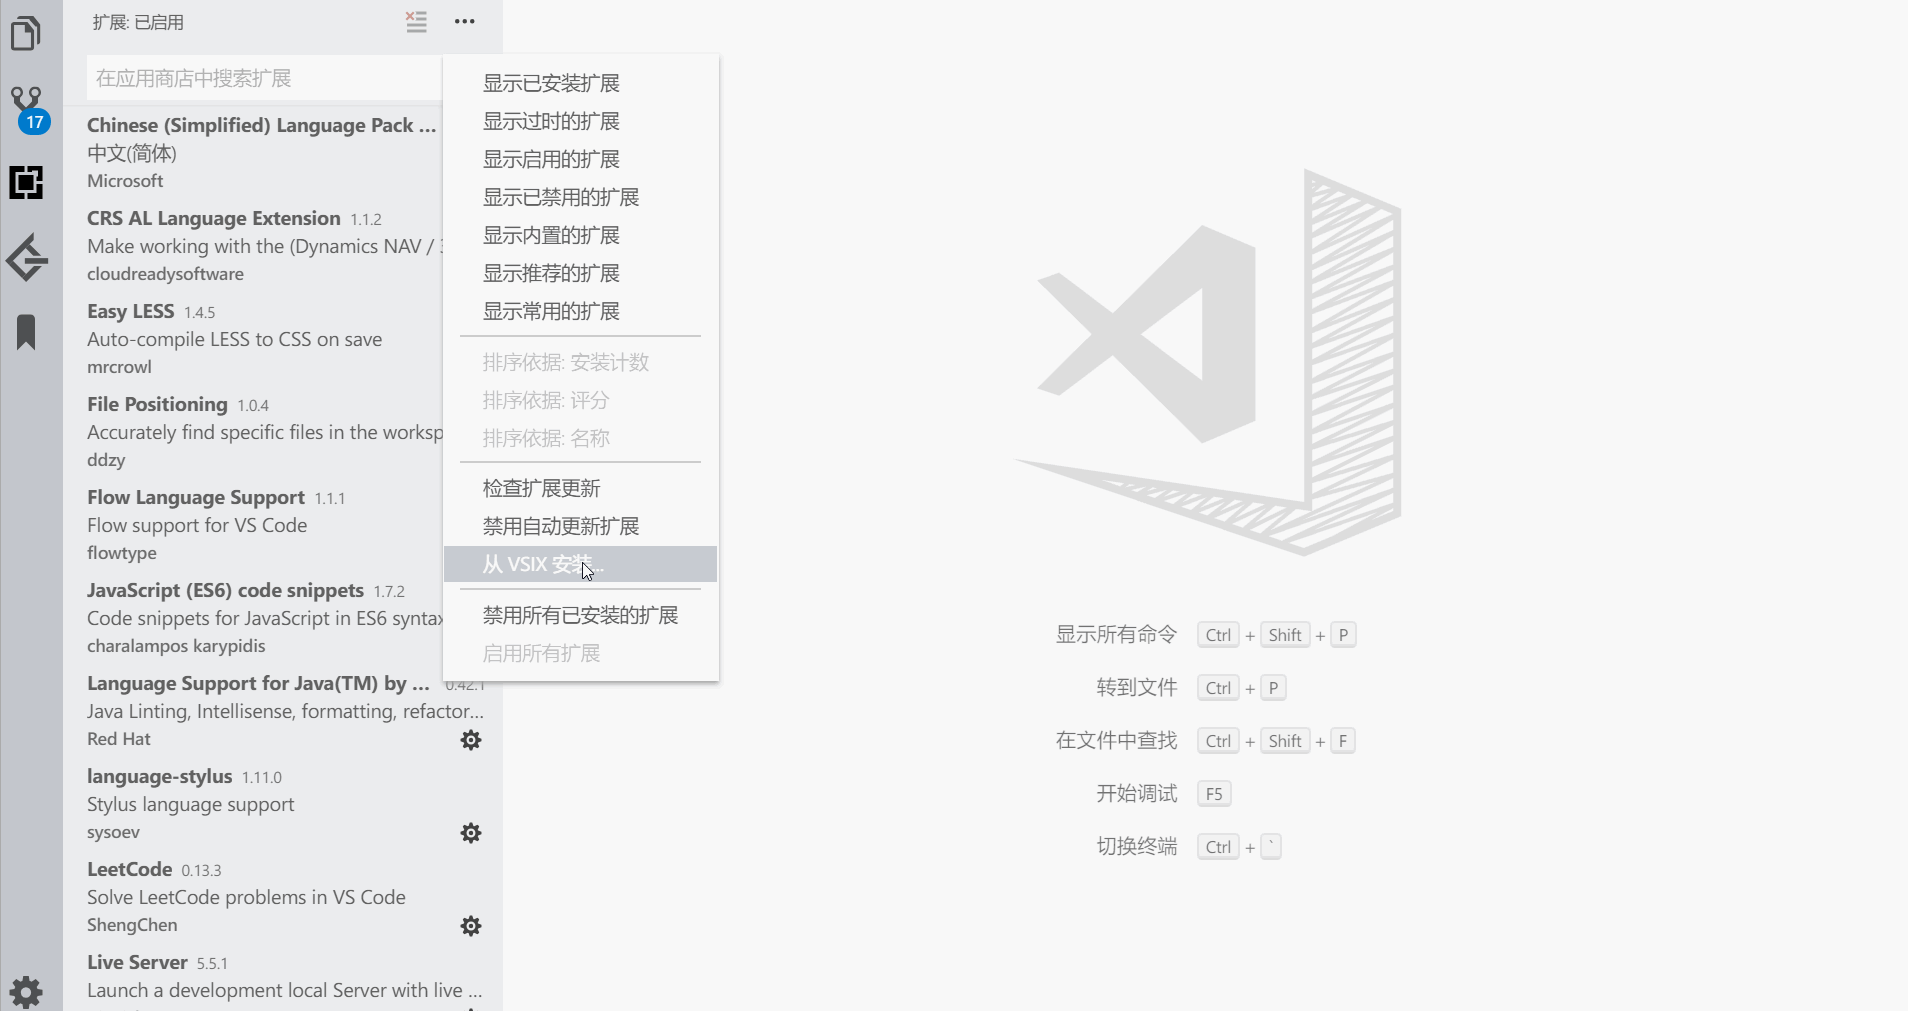 扩展: 已启用
在应用商店中搜索扩展
17
Chinese (Simplified) Language Pack ...
中文(简体)
Microsoft
CRS AL Language Extension 1.1.2
Make working with the (Dynamics NAV /
cloudreadysoftware
Easy LESS 1.4.5
Auto-compile LESS to CSS on save
mrcrowl
File Positioning 1.0.4
Accurately find specific files in the worksp
ddzy
Flow Language Support 1.1.1
Flow support for VS Code
flowtype
JavaScript (ES6) code snippets 1.7.2
Code snippets for JavaScript in ES6 syntax
charalampos karypidis
Language Support for Java(TM) by ... 0.42.1
Java Linting, Intellisense, formatting, refactor...
Red Hat
language-stylus 1.11.0
Stylus language support
sysoev
LeetCode 0.13.3
Solve LeetCode problems in VS Code
ShengChen
Live Server 5.5.1
Launch a development local Server with live ...
显示已安装扩展
显示过时的扩展
显示启用的扩展
显示已禁用的扩展
显示内置的扩展
显示推荐的扩展
显示常用的扩展
排序依据: 安装计数
排序依据: 评分
排序依据: 名称
检查扩展更新
禁用自动更新扩展
从 VSIX 安装...
禁用所有已安装的扩展
启用所有扩展
显示所有命令 Ctrl + Shift + P
转到文件 Ctrl + P
在文件中查找 Ctrl + Shift + F
开始调试 F5
切换终端 Ctrl + `